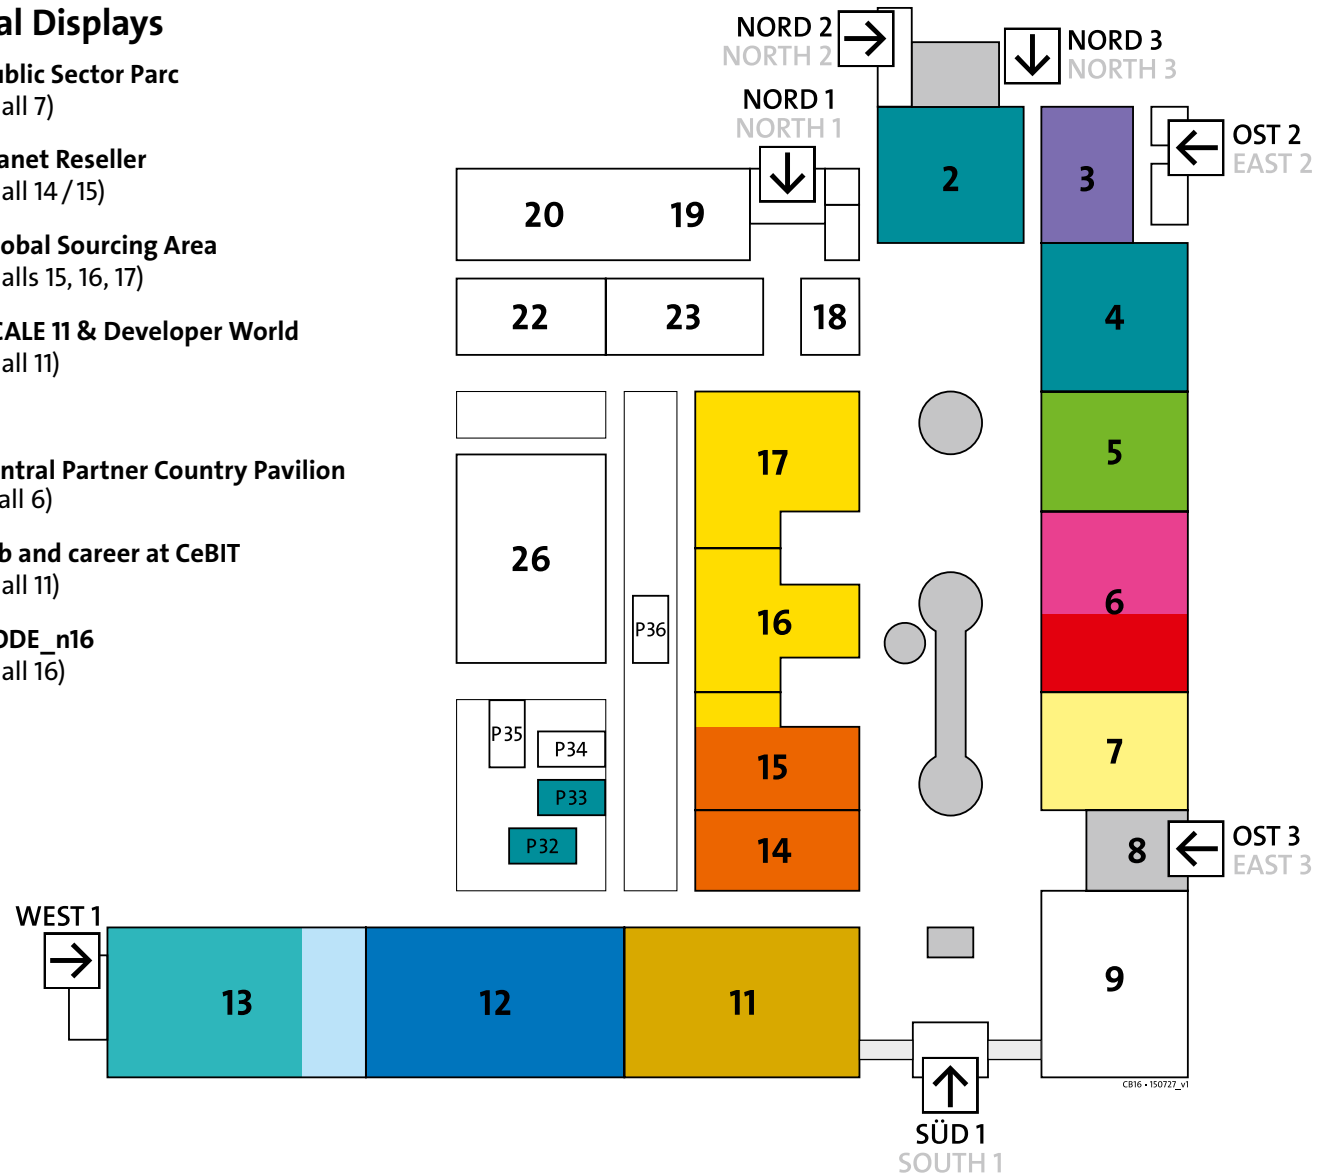 al Displays
ublic Sector Parc
all 7)
anet Reseller
all 14 / 15)
obal Sourcing Area
alls 15, 16, 17)
CALE 11 & Developer World
all 11)
ntral Partner Country Pavilion
all 6)
b and career at CeBIT
all 11)
ODE_n16
all 16)
NORD 2
NORTH 2
NORD 3
NORTH 3
NORD 1
NORTH 1
OST 2
EAST 2
2
3
20
19
22
23
18
4
17
5
26
16
P36
6
P35
P34
P33
P32
15
7
14
8
OST 3
EAST 3
WEST 1
13
12
11
9
CB16 • 150727_v1
SÜD 1
SOUTH 1